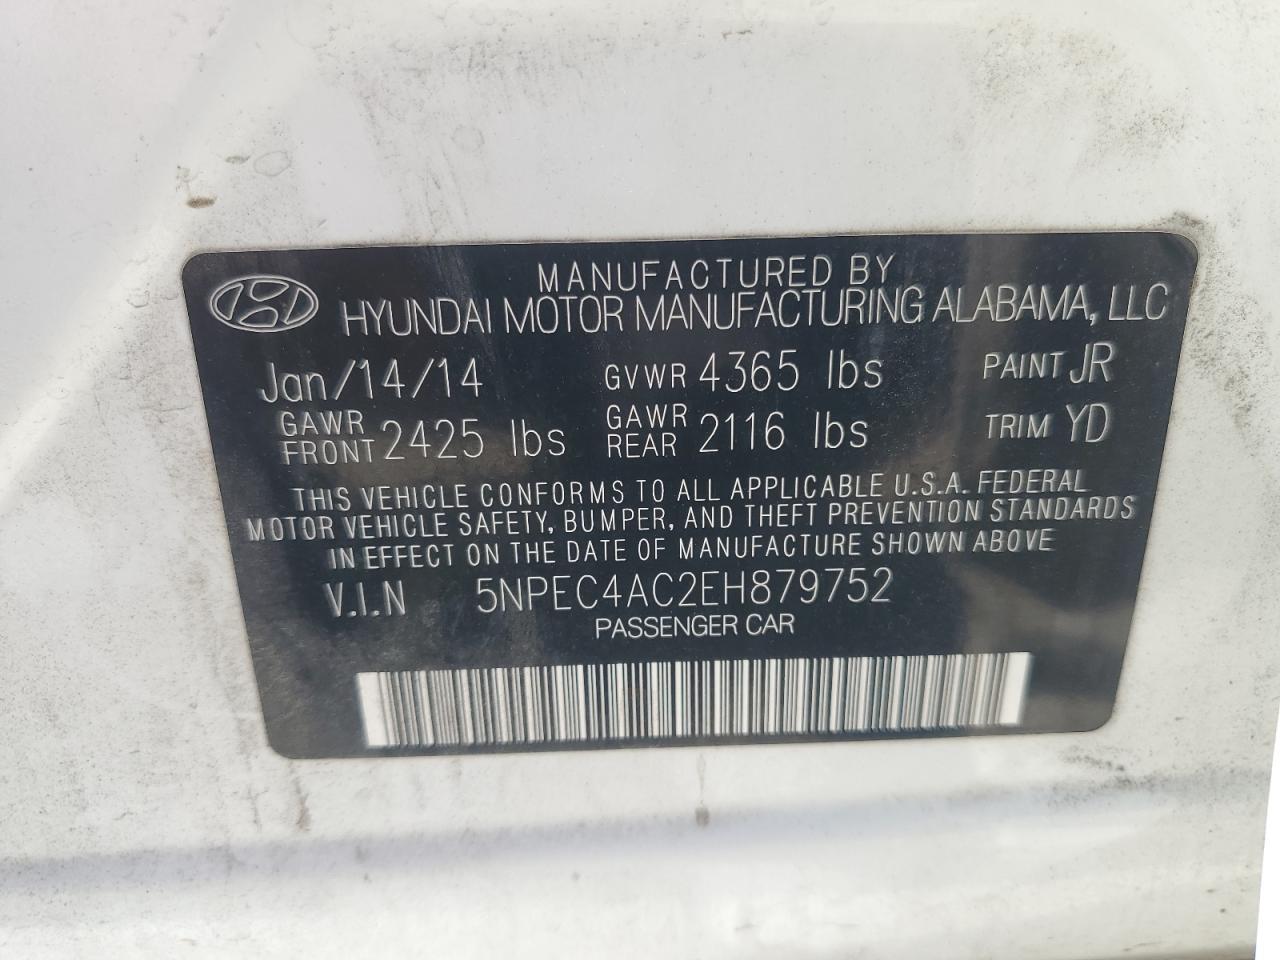 MANUFACTURED BY
HYUNDAI MOTOR MANUFACTURING ALABAMA, LLC
Jan/14/14 GVWR 4365 lbs PAINT JR
GAWR FRONT 2425 lbs GAWR REAR 2116 lbs TRIM YD
THIS VEHICLE CONFORMS TO ALL APPLICABLE U.S.A. FEDERAL
MOTOR VEHICLE SAFETY, BUMPER, AND THEFT PREVENTION STANDARDS
IN EFFECT ON THE DATE OF MANUFACTURE SHOWN ABOVE
V.I.N 5NPEC4AC2EH879752
PASSENGER CAR